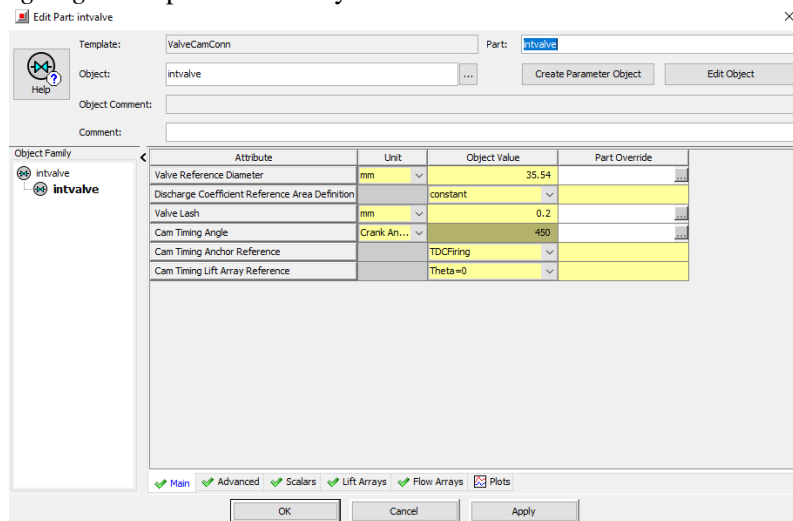 Edit Part: intvalve
Template: ValveCamConn Part: intvalve
Help Object: intvalve ... Create Parameter Object Edit Object
Object Comment:
Comment:
Object Family
intvalve
intvalve
Attribute Unit Object Value Part Override
Valve Reference Diameter mm 35.54 ...
Discharge Coefficient Reference Area Definition constant
Valve Lash mm 0.2 ...
Cam Timing Angle Crank An... 450 ...
Cam Timing Anchor Reference TDCFiring
Cam Timing Lift Array Reference Theta=0
Main Advanced Scalars Lift Arrays Flow Arrays Plots
OK Cancel Apply